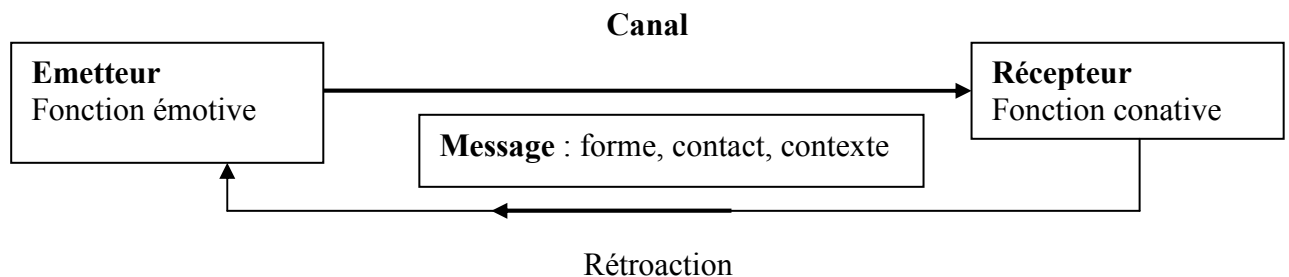 Canal
Emetteur
Fonction émotive
Récepteur
Fonction conative
Message : forme, contact, contexte
Rétroaction